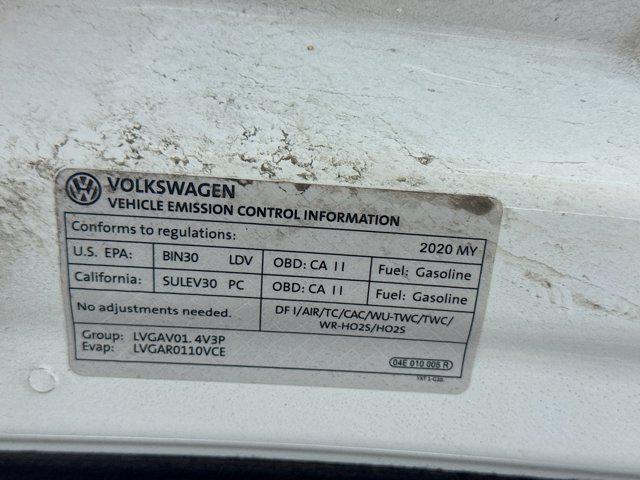 VOLKSWAGEN
VEHICLE EMISSION CONTROL INFORMATION
Conforms to regulations: 2020 MY
U.S. EPA: BIN30 LDV OBD: CA II Fuel: Gasoline
California: SULEV30 PC OBD: CA II Fuel: Gasoline
No adjustments needed. DFI/AIR/TC/CAC/WU-TWC/TWC/
WR-HO2S/HO2S
Group: LVGAV01.4V3P
Evap: LVGAR0110VCE
04E 010 005 R